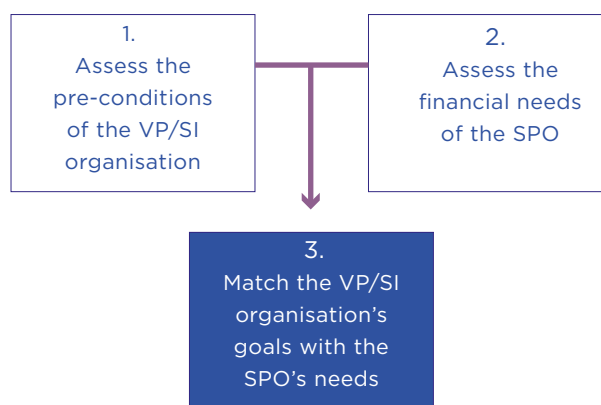 1.
Assess the
pre-conditions
of the VP/SI
organisation
2.
Assess the
financial needs
of the SPO
3.
Match the VP/SI
organisation's
goals with the
SPO's needs